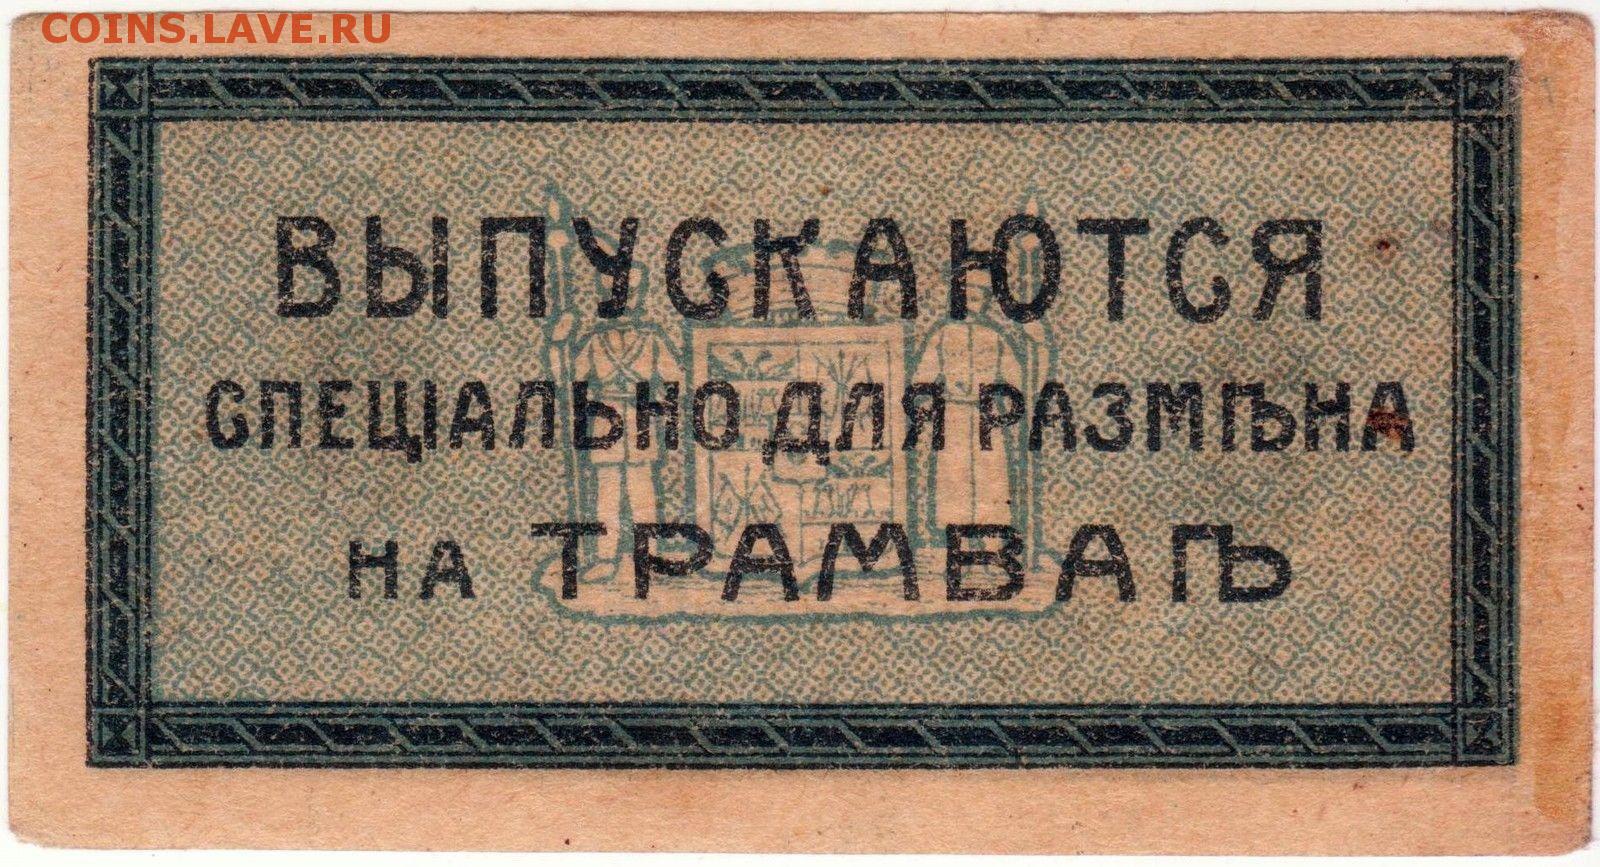 COINS.LAVE.RU
ВЫПУСКАЮТСЯ
СПЕЦІАЛЬНО ДЛЯ РАЗМѢНА
НА ТРАМВАѢ